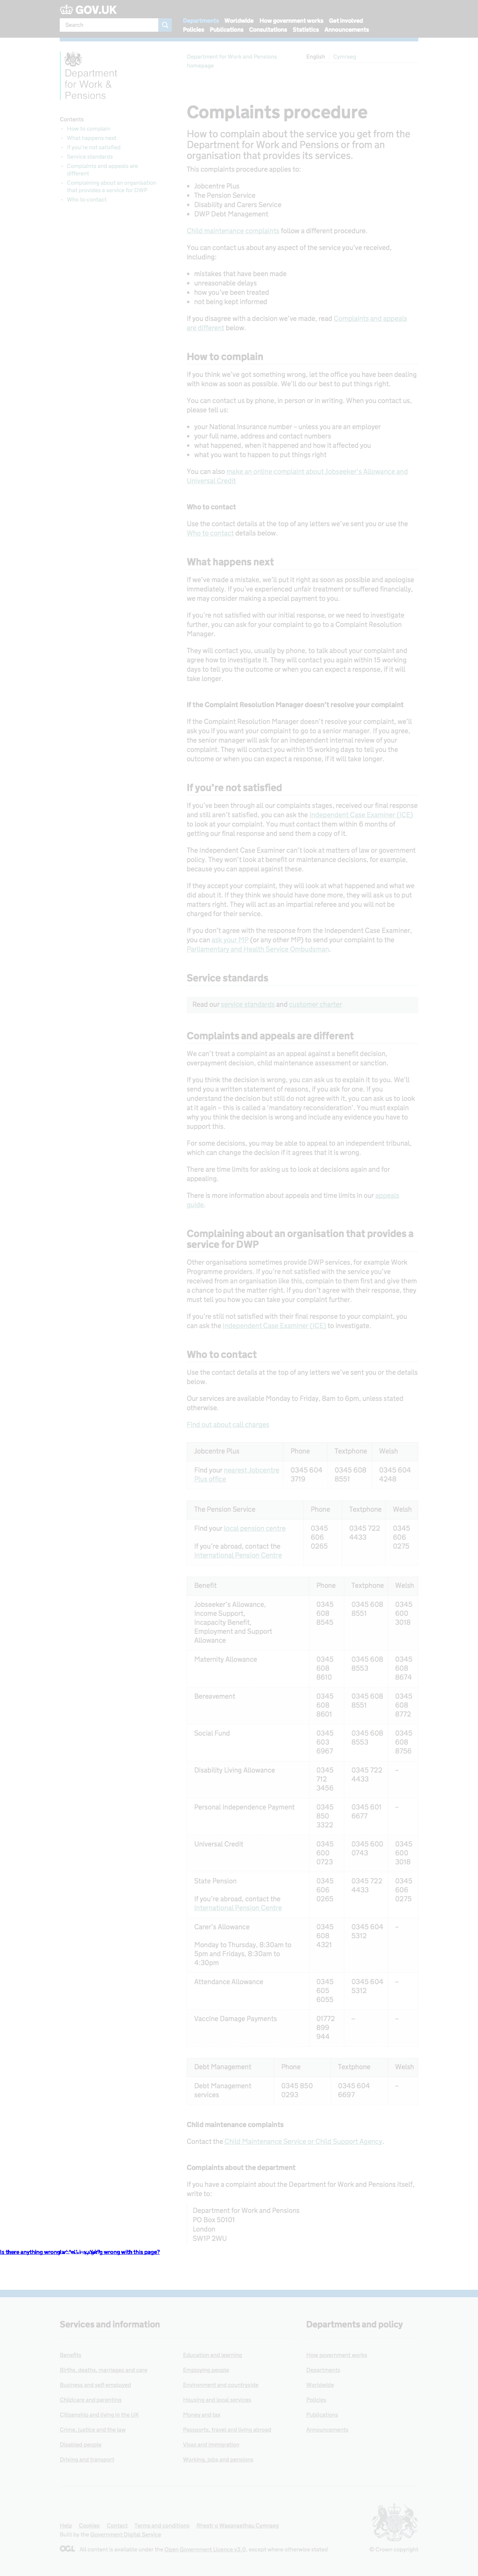 GOV.UK
Search
Departments Worldwide How government works Get involved
Policies Publications Consultations Statistics Announcements
Department for Work and Pensions
homepage
English Cymraeg
Department
for Work &
Pensions
Contents
How to complain
What happens next
If you're not satisfied
Service standards
Complaints and appeals are
different
Complaining about an organisation
that provides a service for DWP
Who to contact
Complaints procedure
How to complain about the service you get from the
Department for Work and Pensions or from an
organisation that provides its services.
This complaints procedure applies to:
Jobcentre Plus
The Pension Service
Disability and Carers Service
DWP Debt Management
Child maintenance complaints follow a different procedure.
You can contact us about any aspect of the service you've received,
including:
mistakes that have been made
unreasonable delays
how you've been treated
not being kept informed
If you disagree with a decision we've made, read Complaints and appeals
are different below.
How to complain
If you think we've got something wrong, let the office you have been dealing
with know as soon as possible. We'll do our best to put things right.
You can contact us by phone, in person or in writing. When you contact us,
please tell us:
your National Insurance number – unless you are an employer
your full name, address and contact numbers
what happened, when it happened and how it affected you
what you want to happen to put things right
You can also make an online complaint about Jobseeker's Allowance and
Universal Credit
Who to contact
Use the contact details at the top of any letters we've sent you or use the
Who to contact details below.
What happens next
If we've made a mistake, we'll put it right as soon as possible and apologise
immediately. If you've experienced unfair treatment or suffered financially,
we may consider making a special payment to you.
If you're not satisfied with our initial response, or we need to investigate
further, you can ask for your complaint to go to a Complaint Resolution
Manager.
They will contact you, usually by phone, to talk about your complaint and
agree how to investigate it. They will contact you again within 15 working
days to tell you the outcome or when you can expect a response, if it will
take longer.
If the Complaint Resolution Manager doesn't resolve your complaint
If the Complaint Resolution Manager doesn't resolve your complaint, we'll
ask you if you want your complaint to go to a senior manager. If you agree,
the senior manager will ask for an independent internal review of your
complaint. They will contact you within 15 working days to tell you the
outcome or when you can expect a response, if it will take longer.
If you're not satisfied
If you've been through all our complaints stages, received our final response
and still aren't satisfied, you can ask the Independent Case Examiner (ICE)
to look at your complaint. You must contact them within 6 months of
getting our final response and send them a copy of it.
The Independent Case Examiner can't look at matters of law or government
policy. They won't look at benefit or maintenance decisions, for example,
because you can appeal against these.
If they accept your complaint, they will look at what happened and what we
did about it. If they think we should have done more, they will ask us to put
matters right. They will act as an impartial referee and you will not be
charged for their service.
If you don't agree with the response from the Independent Case Examiner,
you can ask your MP (or any other MP) to send your complaint to the
Parliamentary and Health Service Ombudsman.
Service standards
Read our service standards and customer charter
Complaints and appeals are different
We can't treat a complaint as an appeal against a benefit decision,
overpayment decision, child maintenance assessment or sanction.
If you think the decision is wrong, you can ask us to explain it to you. We'll
send you a written statement of reasons, if you ask for one. If you
understand the decision but still do not agree with it, you can ask us to look
at it again – this is called a 'mandatory reconsideration'. You must explain
why you think the decision is wrong and include any evidence you have to
support this.
For some decisions, you may be able to appeal to an independent tribunal,
which can change the decision if it agrees that it is wrong.
There are time limits for asking us to look at decisions again and for
appealing.
There is more information about appeals and time limits in our appeals
guide.
Complaining about an organisation that provides a
service for DWP
Other organisations sometimes provide DWP services, for example Work
Programme providers. If you're not satisfied with the service you've
received from an organisation like this, complain to them first and give them
a chance to put the matter right. If you don't agree with their response, they
must tell you how you can take your complaint further.
If you're still not satisfied with their final response to your complaint, you
can ask the Independent Case Examiner (ICE) to investigate.
Who to contact
Use the contact details at the top of any letters we've sent you or the details
below.
Our services are available Monday to Friday, 8am to 6pm, unless stated
otherwise.
Find out about call charges
Jobcentre Plus Phone Textphone Welsh
Find your nearest Jobcentre 0345 604 0345 608 0345 604
Plus office 3719 8551 4248
The Pension Service Phone Textphone Welsh
Find your local pension centre 0345 0345 722 0345
606 4433 606
If you're abroad, contact the 0265 0275
International Pension Centre
Benefit Phone Textphone Welsh
Jobseeker's Allowance, 0345 0345 608 0345
Income Support, 608 8551 600
Incapacity Benefit, 8545 3018
Employment and Support
Allowance
Maternity Allowance 0345 0345 608 0345
608 8553 608
8610 8674
Bereavement 0345 0345 608 0345
608 8551 608
8601 8772
Social Fund 0345 0345 608 0345
603 8553 608
6967 8756
Disability Living Allowance 0345 0345 722 –
712 4433
3456
Personal Independence Payment 0345 0345 601 –
850 6677
3322
Universal Credit 0345 0345 600 0345
600 0743 600
0723 3018
State Pension 0345 0345 722 0345
606 4433 606
If you're abroad, contact the 0265 0275
International Pension Centre
Carer's Allowance 0345 0345 604 –
608 5312
Monday to Thursday, 8:30am to 4321
5pm and Fridays, 8:30am to
4:30pm
Attendance Allowance 0345 0345 604 –
605 5312
6055
Vaccine Damage Payments 01772 – –
899
944
Debt Management Phone Textphone Welsh
Debt Management 0345 850 0345 604 –
services 0293 6697
Child maintenance complaints
Contact the Child Maintenance Service or Child Support Agency.
Complaints about the department
If you have a complaint about the Department for Work and Pensions itself,
write to:
Department for Work and Pensions
PO Box 50101
London
SW1P 2WU
Is there anything wrong wrong with this page?
Services and information Departments and policy
Benefits Education and learning How government works
Births, deaths, marriages and care Employing people Departments
Business and self-employed Environment and countryside Worldwide
Childcare and parenting Housing and local services Policies
Citizenship and living in the UK Money and tax Publications
Crime, justice and the law Passports, travel and living abroad Announcements
Disabled people Visas and immigration
Driving and transport Working, jobs and pensions
Help Cookies Contact Terms and conditions Rhestr o Wasanaethau Cymraeg
Built by the Government Digital Service
OGL All content is available under the Open Government Licence v3.0, except where otherwise stated
© Crown copyright